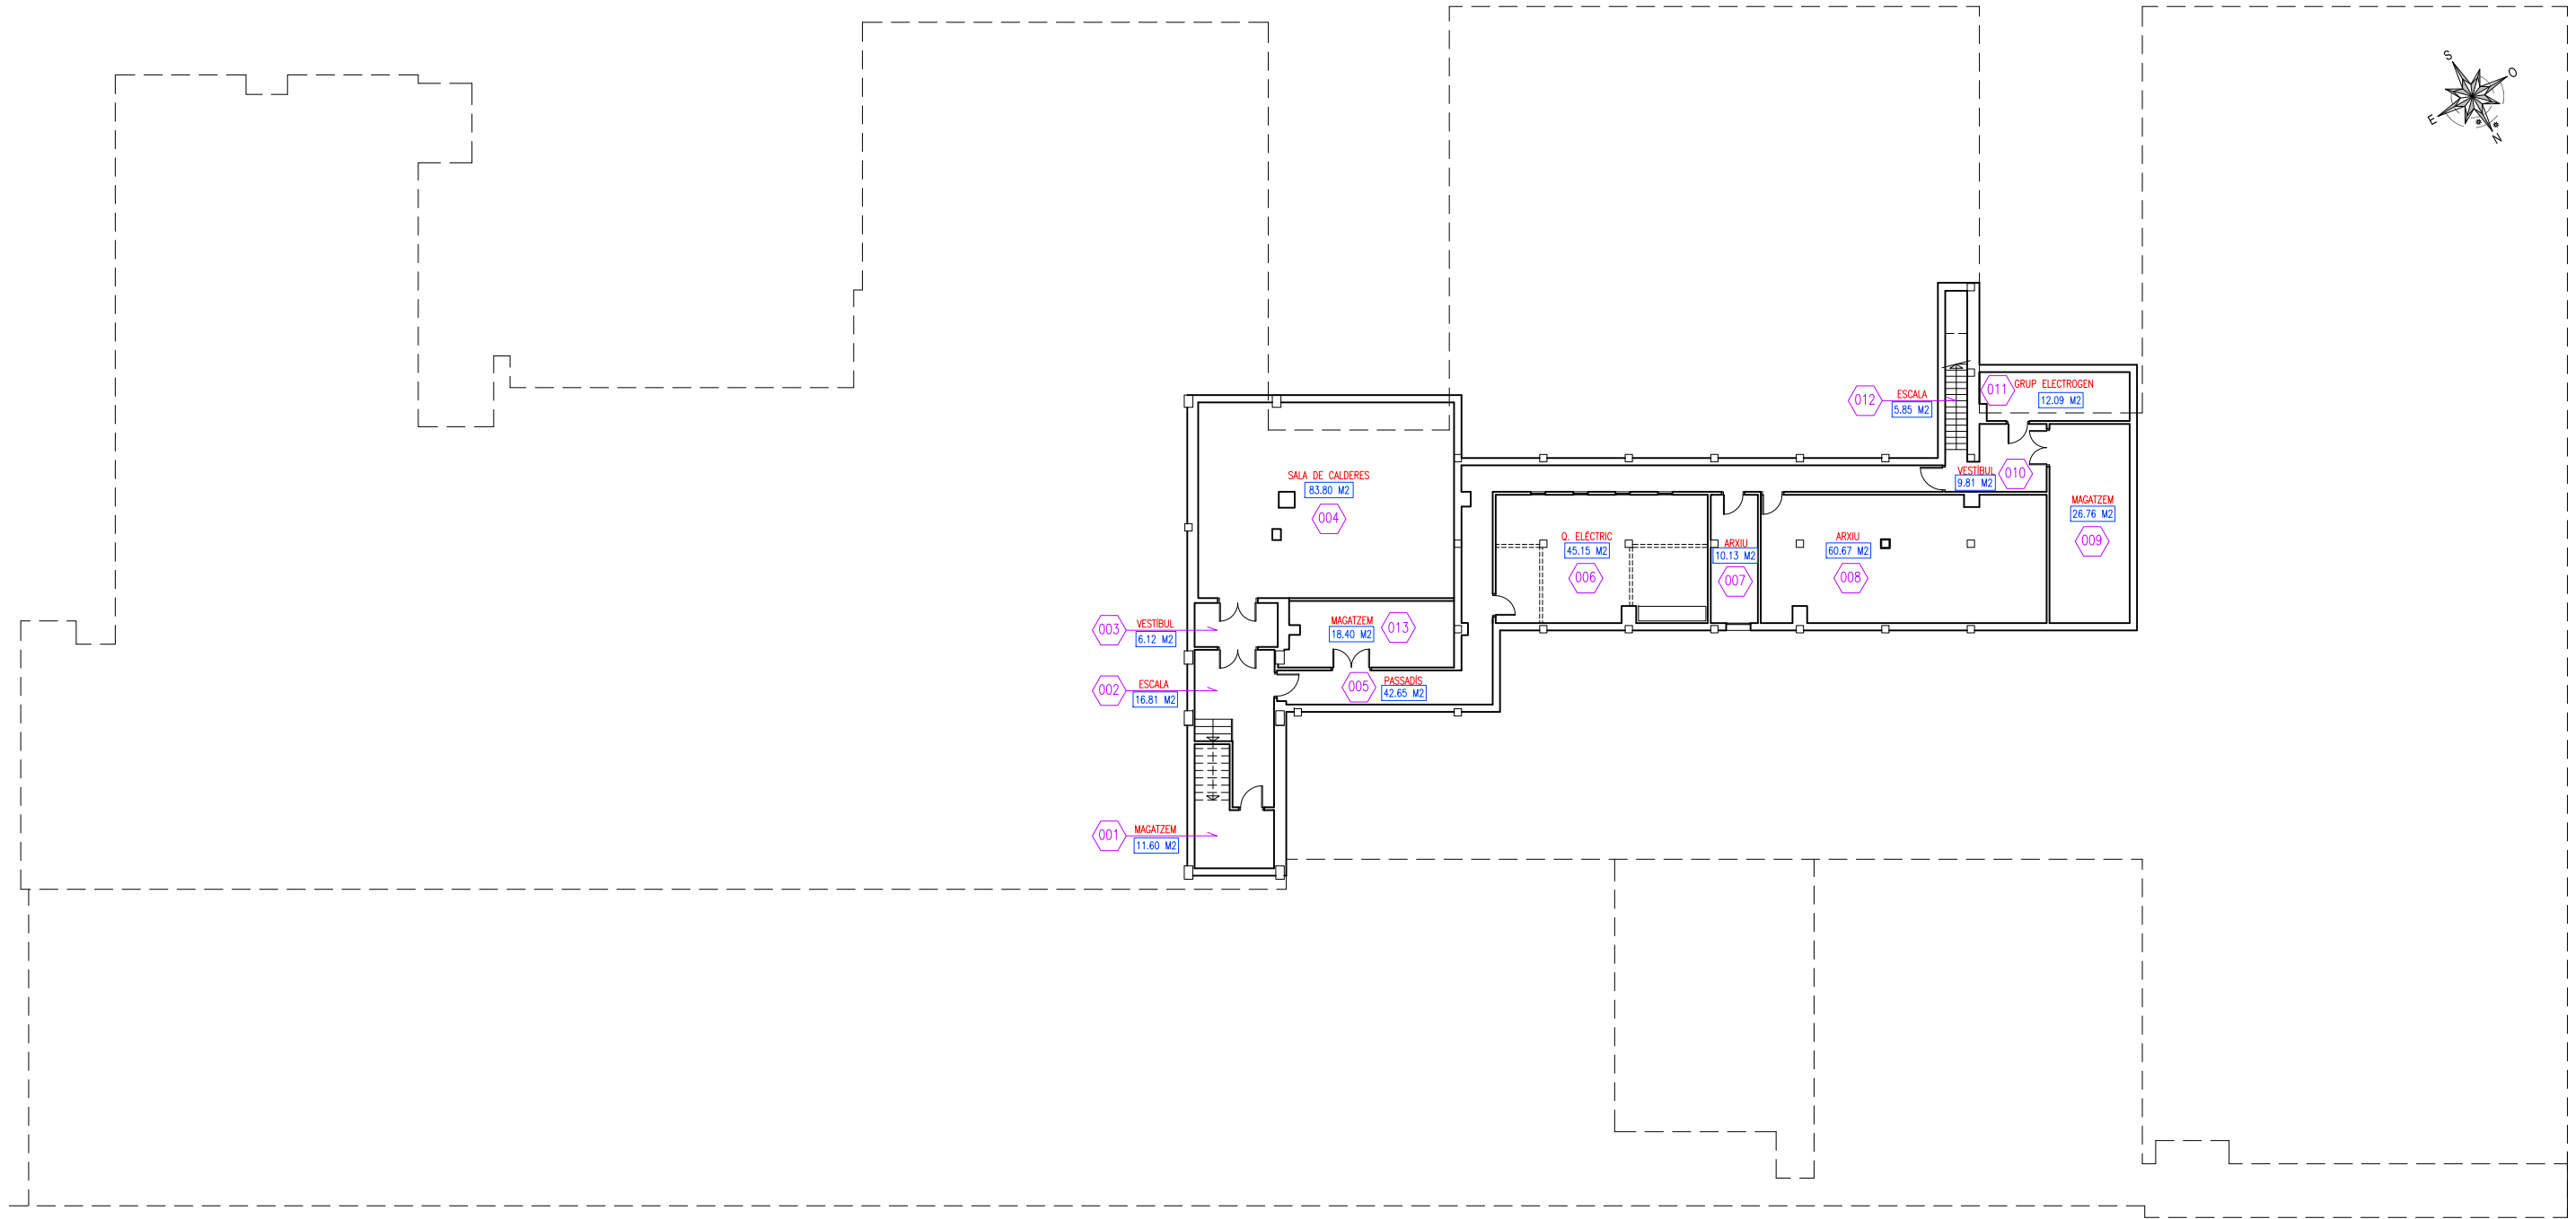 S
O
E
N
011
GRUP ELECTROGEN
12.09 M2
012
ESCALA
5.85 M2
VESTÍBUL
9.81 M2
010
SALA DE CALDERES
83.80 M2
004
MAGATZEM
26.76 M2
009
Q. ELÈCTRIC
45.15 M2
006
ARXIU
10.13 M2
007
ARXIU
60.67 M2
008
003
VESTÍBUL
6.12 M2
MAGATZEM
18.40 M2
013
002
ESCALA
16.81 M2
005
PASSADÍS
42.65 M2
001
MAGATZEM
11.60 M2